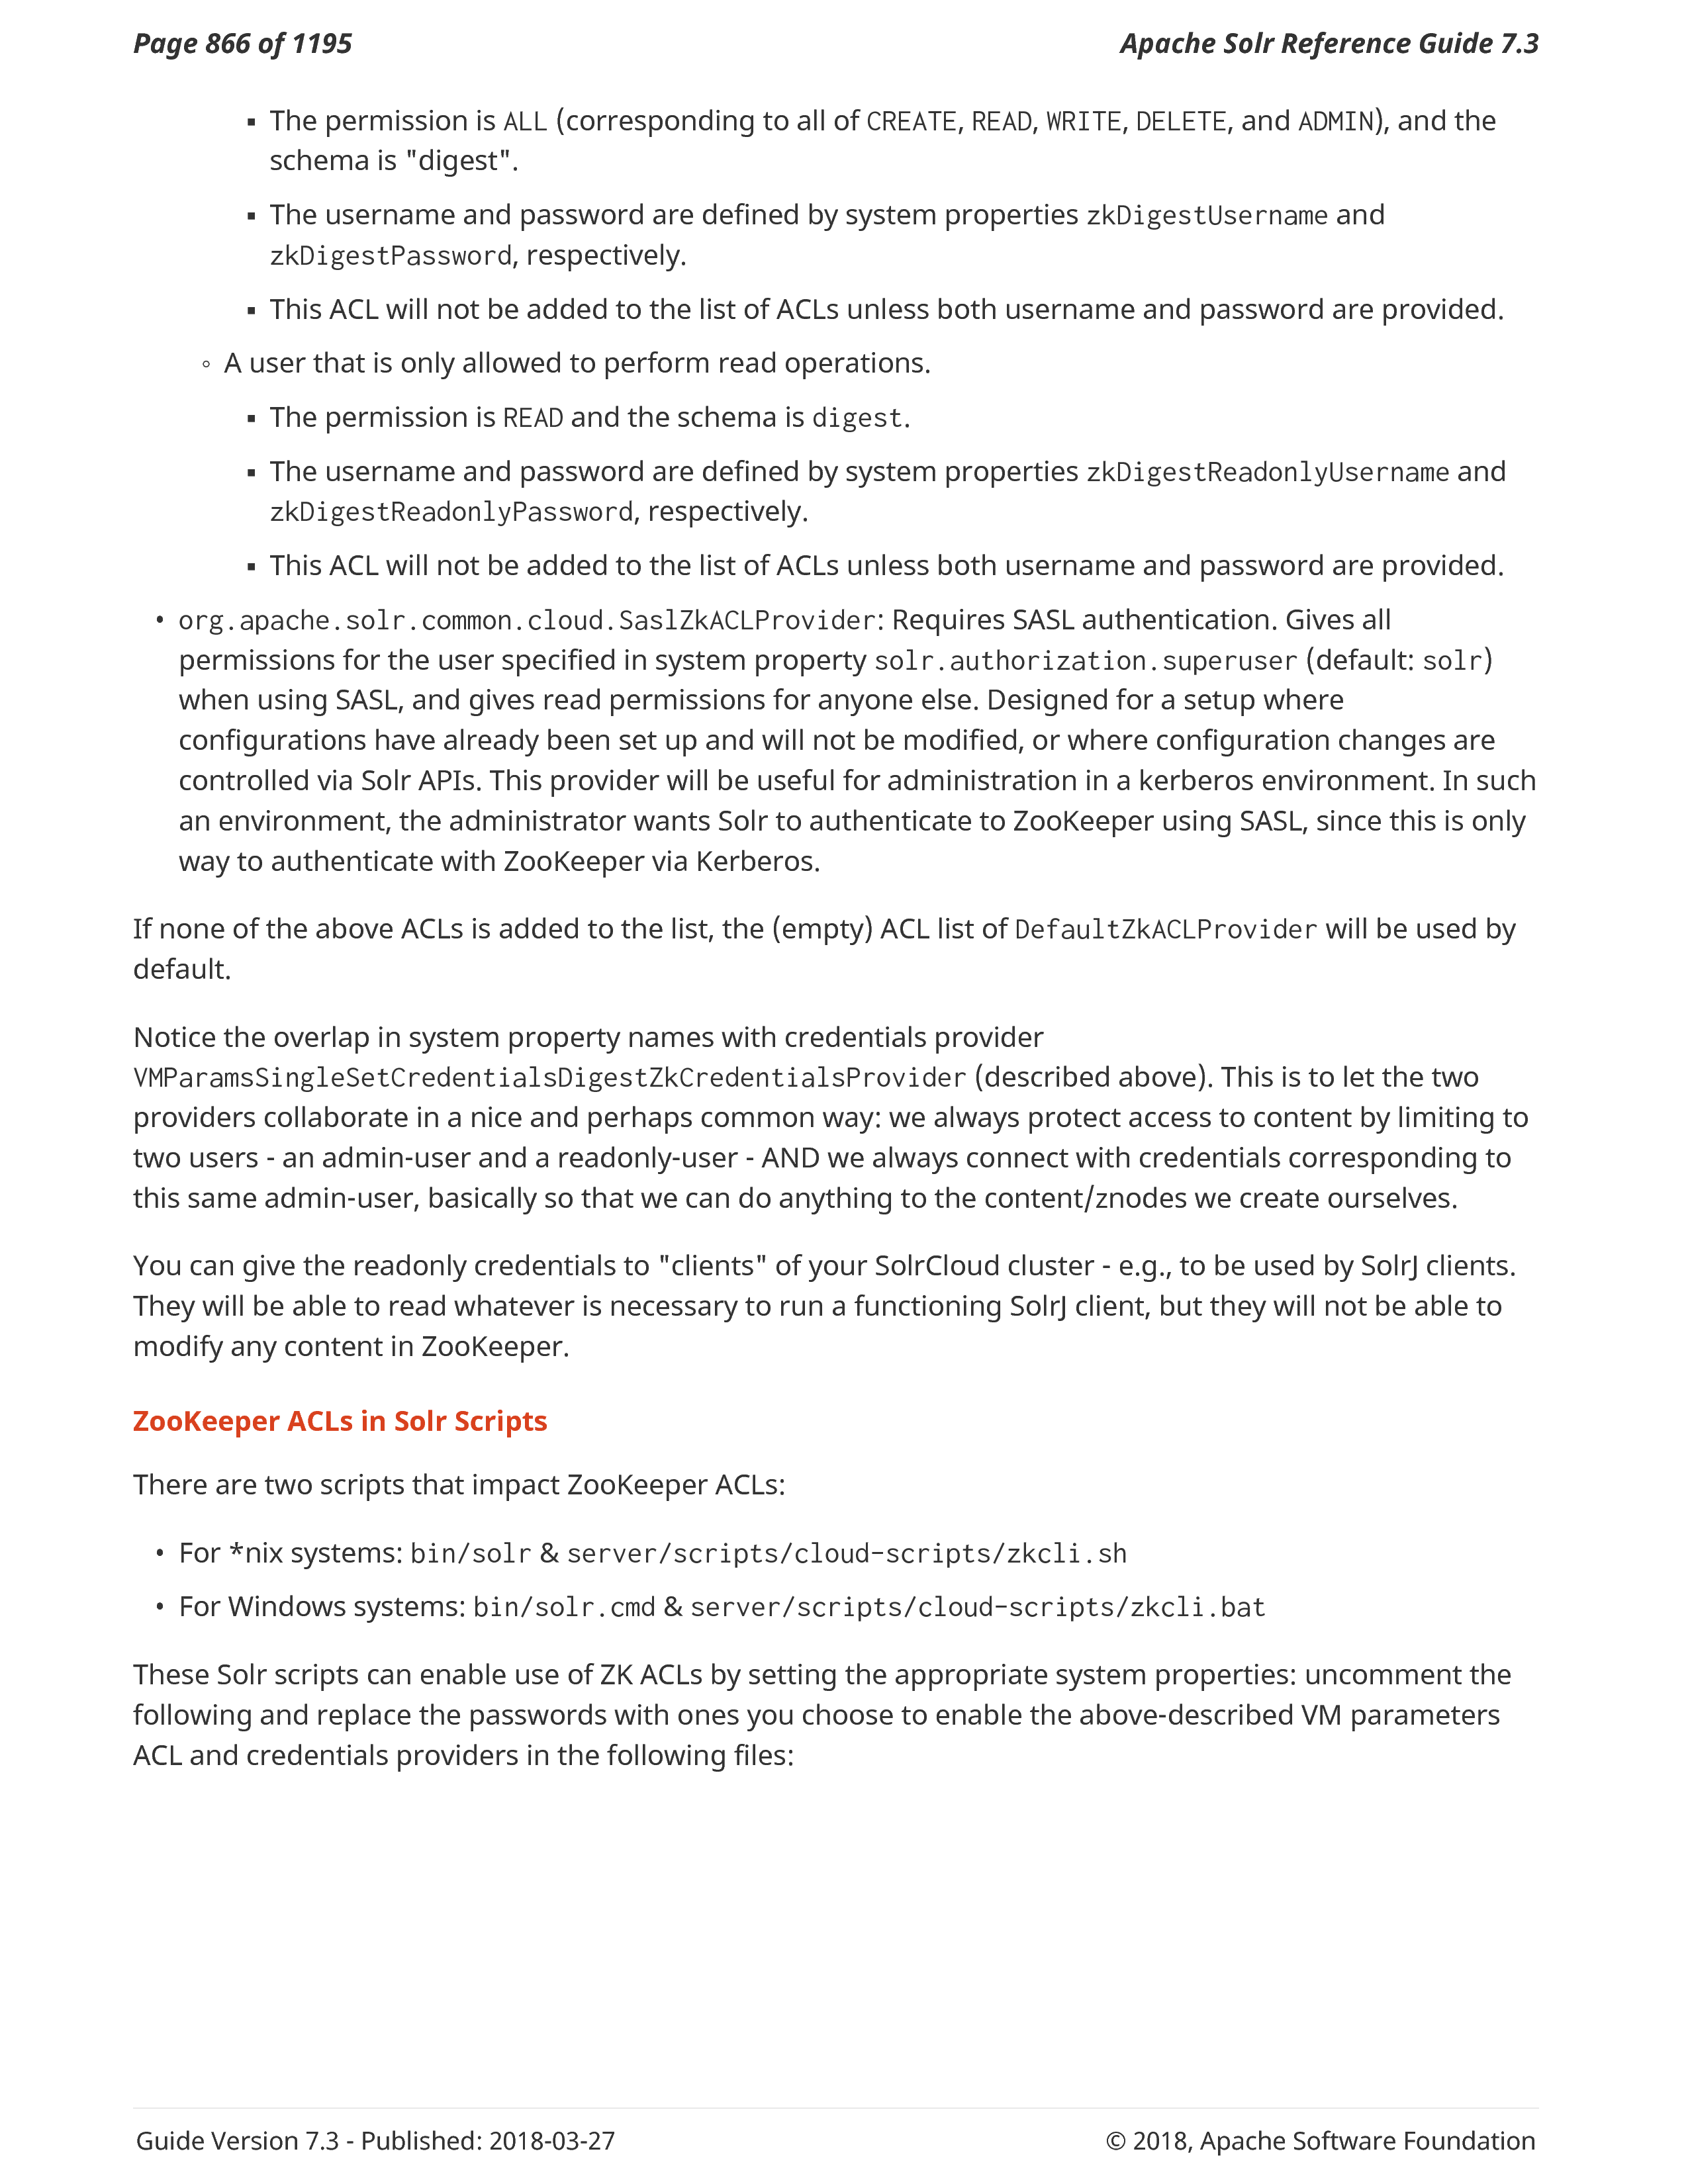 Page 866 of 1195
Apache Solr Reference Guide 7.3
▪ The permission is ALL (corresponding to all of CREATE, READ, WRITE, DELETE, and ADMIN), and the
schema is "digest".
▪ The username and password are defined by system properties zkDigestUsername and
zkDigestPassword, respectively.
▪ This ACL will not be added to the list of ACLs unless both username and password are provided.
◦ A user that is only allowed to perform read operations.
▪ The permission is READ and the schema is digest.
▪ The username and password are defined by system properties zkDigestReadonlyUsername and
zkDigestReadonlyPassword, respectively.
▪ This ACL will not be added to the list of ACLs unless both username and password are provided.
• org.apache.solr.common.cloud.SaslZkACLProvider: Requires SASL authentication. Gives all
permissions for the user specified in system property solr.authorization.superuser (default: solr)
when using SASL, and gives read permissions for anyone else. Designed for a setup where
configurations have already been set up and will not be modified, or where configuration changes are
controlled via Solr APIs. This provider will be useful for administration in a kerberos environment. In such
an environment, the administrator wants Solr to authenticate to ZooKeeper using SASL, since this is only
way to authenticate with ZooKeeper via Kerberos.
If none of the above ACLs is added to the list, the (empty) ACL list of DefaultZkACLProvider will be used by
default.
Notice the overlap in system property names with credentials provider
VMParamsSingleSetCredentialsDigestZkCredentialsProvider (described above). This is to let the two
providers collaborate in a nice and perhaps common way: we always protect access to content by limiting to
two users - an admin-user and a readonly-user - AND we always connect with credentials corresponding to
this same admin-user, basically so that we can do anything to the content/znodes we create ourselves.
You can give the readonly credentials to "clients" of your SolrCloud cluster - e.g., to be used by SolrJ clients.
They will be able to read whatever is necessary to run a functioning SolrJ client, but they will not be able to
modify any content in ZooKeeper.
ZooKeeper ACLs in Solr Scripts
There are two scripts that impact ZooKeeper ACLs:
• For *nix systems: bin/solr & server/scripts/cloud-scripts/zkcli.sh
• For Windows systems: bin/solr.cmd & server/scripts/cloud-scripts/zkcli.bat
These Solr scripts can enable use of ZK ACLs by setting the appropriate system properties: uncomment the
following and replace the passwords with ones you choose to enable the above-described VM parameters
ACL and credentials providers in the following files:
Guide Version 7.3 - Published: 2018-03-27
© 2018, Apache Software Foundation